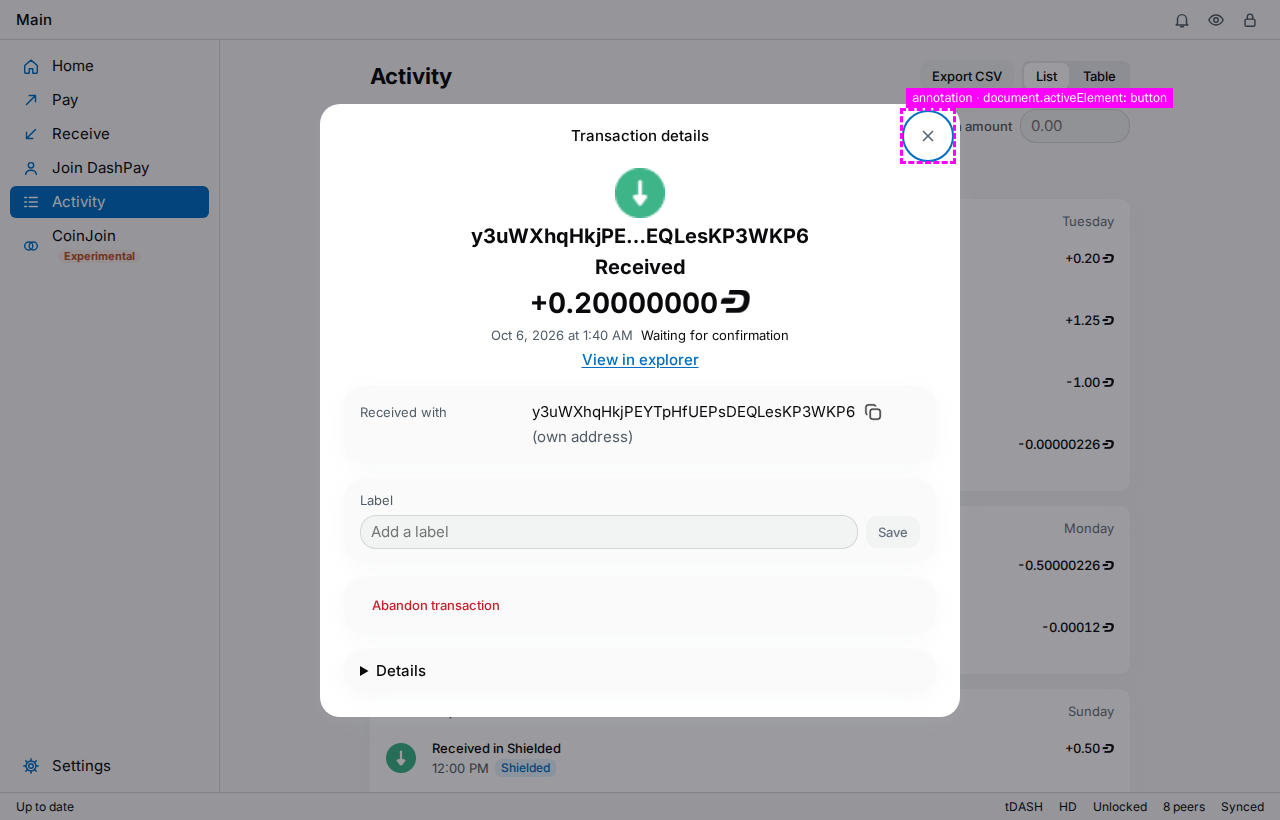 Main
Home
Pay
Receive
Join DashPay
Activity
CoinJoin
Experimental
Settings
Activity
Export CSV
List
Table
annotation · document.activeElement: button
amount
0.00
Transaction details
y3uWXhqHkjPE...EQLesKP3WKP6
Received
+0.20000000
Oct 6, 2026 at 1:40 AM Waiting for confirmation
View in explorer
Received with
y3uWXhqHkjPEYTpHfUEPsDEQLesKP3WKP6
(own address)
Label
Add a label
Save
Abandon transaction
Details
Tuesday
+0.20
+1.25
-1.00
-0.00000226
Monday
-0.50000226
-0.00012
Sunday
Received in Shielded
+0.50
12:00 PM Shielded
Up to date
tDASH
HD
Unlocked
8 peers
Synced